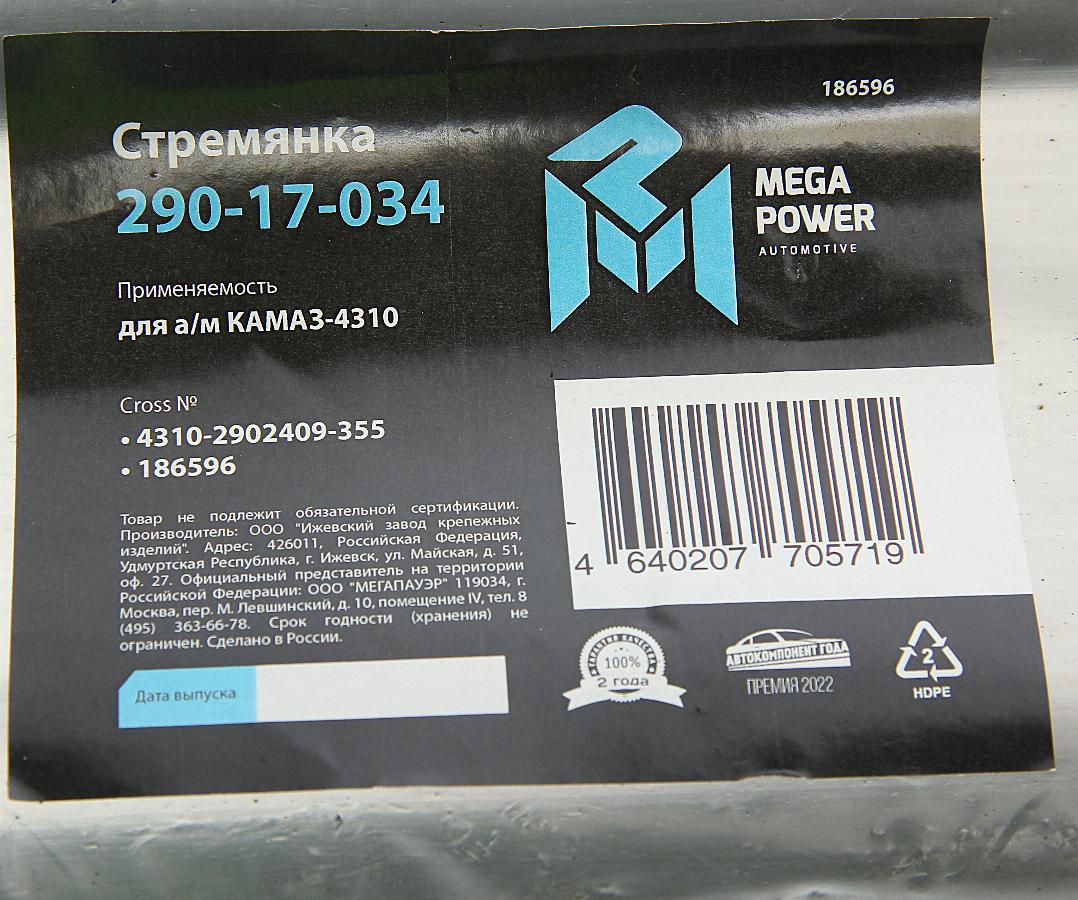 186596
Стремянка
290-17-034
MEGA
POWER
AUTOMOTIVE
Применяемость
для а/м КАМАЗ-4310
Cross №
• 4310-2902409-355
• 186596
Товар не подлежит обязательной сертификации.
Производитель: ООО "Ижевский завод крепежных
изделий". Адрес: 426011, Российская Федерация,
Удмуртская Республика, г. Ижевск, ул. Майская, д. 51,
оф. 27. Официальный представитель на территории
Российской Федерации: ООО "МЕГАПАУЭР" 119034, г.
Москва, пер. М. Левшинский, д. 10, помещение IV, тел. 8
(495) 363-66-78. Срок годности (хранения) не
ограничен. Сделано в России.
Дата выпуска
4 640207 705719
ГАРАНТИЯ КАЧЕСТВА
100%
2 года
АВТОКОМПОНЕНТ ГОДА
ПРЕМИЯ 2022
2
HDPE